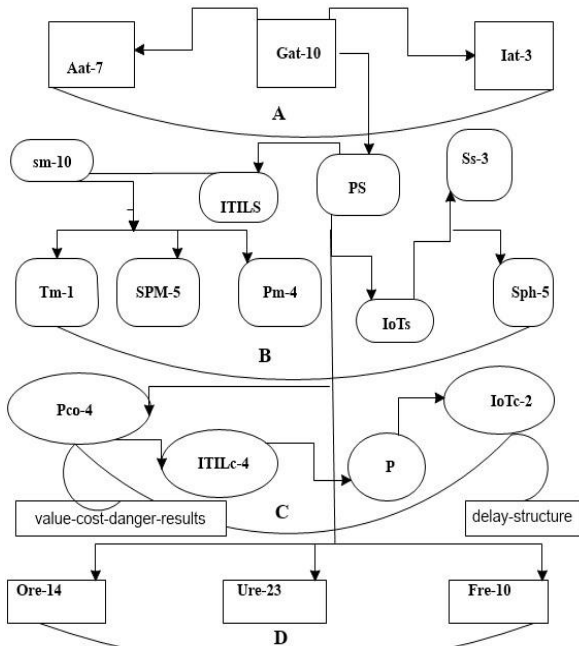 Aat-7
Gat-10
Iat-3
A
sm-10
ITILS
PS
Ss-3
Tm-1
SPM-5
Pm-4
IoTs
Sph-5
B
Pco-4
ITILc-4
P
IoTc-2
value-cost-danger-results
C
delay-structure
Ore-14
Ure-23
Fre-10
D